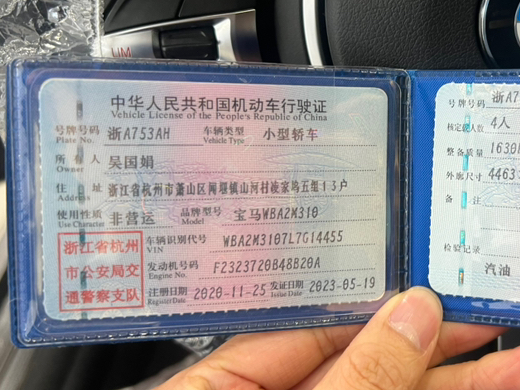 LIM
中华人民共和国机动车行驶证
Vehicle License of the People's Republic of China
号牌号码 浙A753AH 车辆类型 小型轿车
Plate No. Vehicle Type
所有人 吴国娟
Owner
住址 浙江省杭州市萧山区闻堰镇山河村凌家坞五组13户
Address
使用性质 非营运 品牌型号 宝马WBA2M310
Use Character Model
浙江省杭州
市公安局交
通警察支队
车辆识别代号 WBA2M3107L7G14455
VIN
发动机号码 F2323720B48B20A
Engine No.
注册日期 2020-11-25 发证日期 2023-05-19
Register Date Issue Date
号牌号码 浙A7
核定载人数 4人
整备质量 1630
外廓尺寸 4463
备注
检验记录
汽油